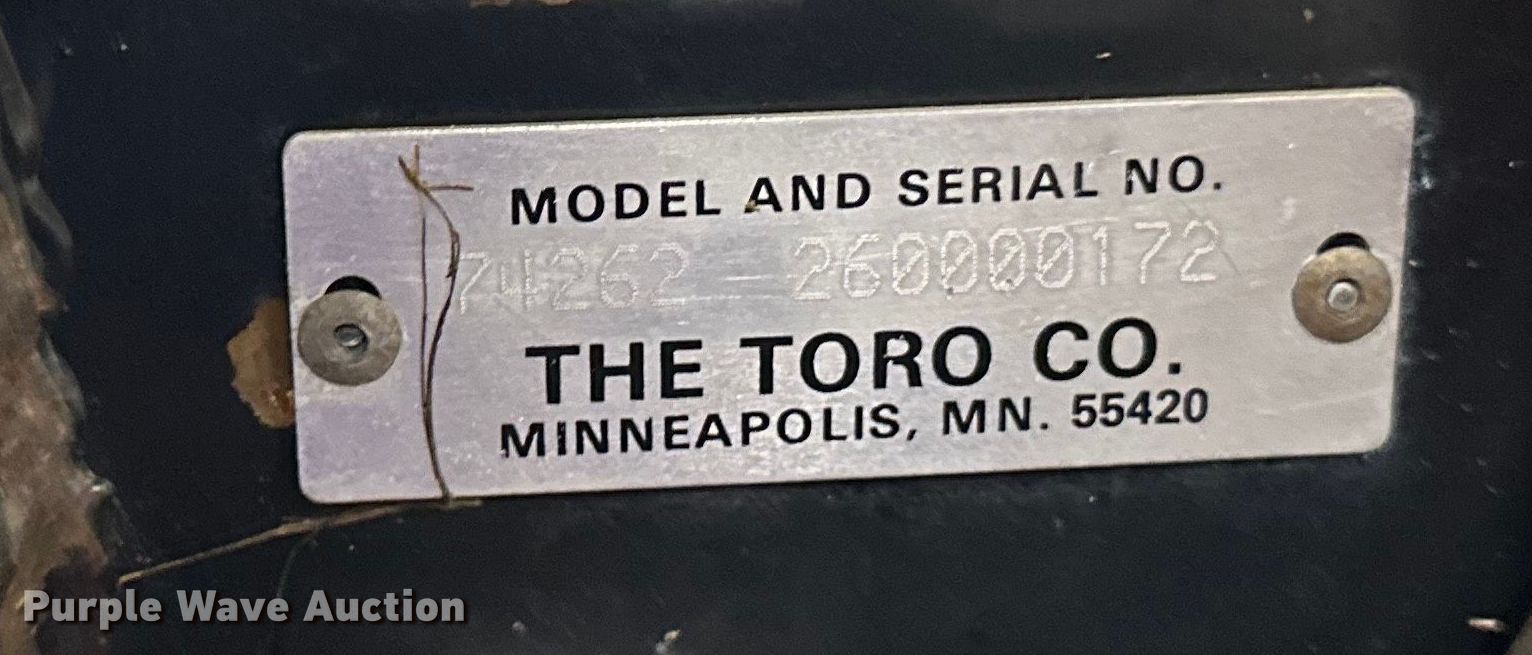 MODEL AND SERIAL NO.
74262 - 260000172
THE TORO CO.
MINNEAPOLIS, MN. 55420
Purple Wave Auction